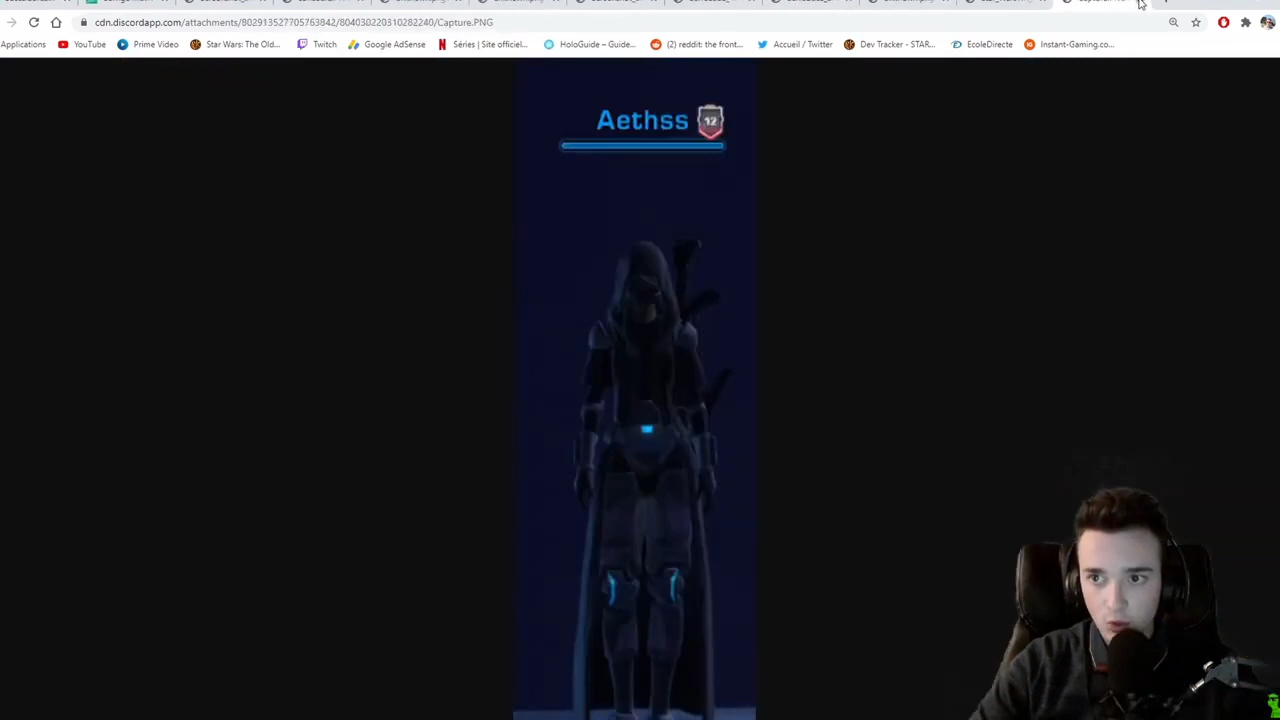 cdn.discordapp.com/attachments/802913527705763842/804030220310282240/Capture.PNG
Applications
YouTube
Prime Video
Star Wars: The Old...
Twitch
Google AdSense
Séries | Site officiel...
HoloGuide – Guide...
(2) reddit: the front...
Accueil / Twitter
Dev Tracker - STAR...
EcoleDirecte
Instant-Gaming.co...
Aethss
12